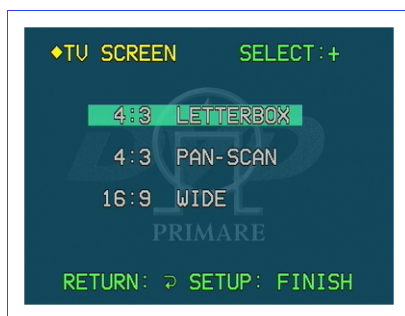 ◆TV SCREEN SELECT:+
4:3 LETTERBOX
4:3 PAN-SCAN
16:9 WIDE
PRIMARE
RETURN: ⊋ SETUP: FINISH